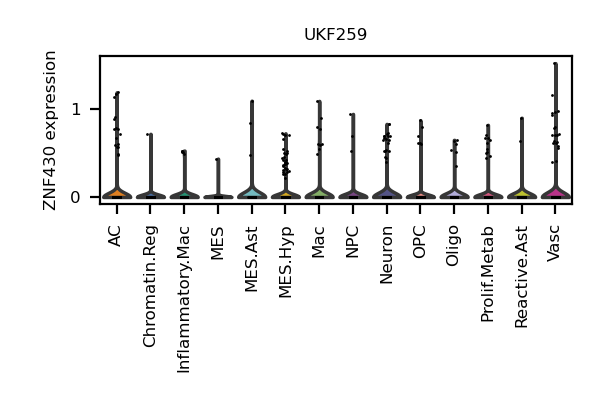 UKF259
ZNF430 expression
1
0
AC
Chromatin.Reg
Inflammatory.Mac
MES
MES.Ast
MES.Hyp
Mac
NPC
Neuron
OPC
Oligo
Prolif.Metab
Reactive.Ast
Vasc